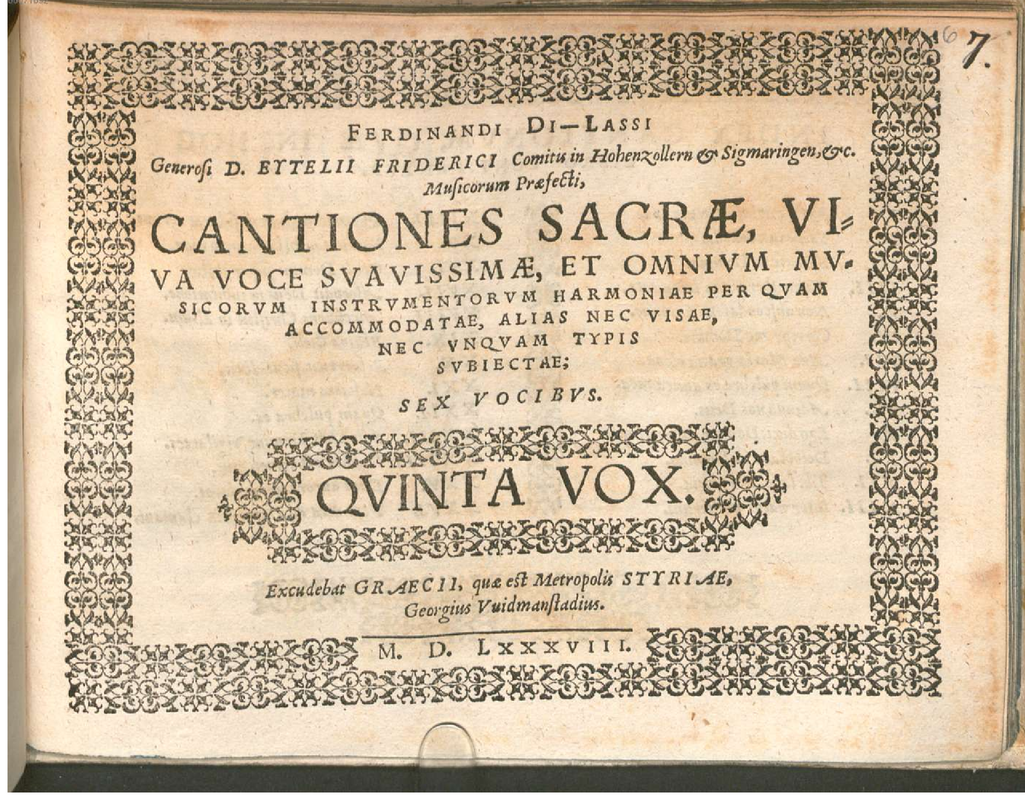 6 7.
FERDINANDI DI-LASSI
Generosi D. EYTELII FRIDERICI Comitis in Hohenzollern & Sigmaringen, &c.
Musicorum Præfecti,
CANTIONES SACRÆ, VI=
VA VOCE SVAVISSIMÆ, ET OMNIVM MV=
SICORVM INSTRVMENTORVM HARMONIAE PER QVAM
ACCOMMODATAE, ALIAS NEC VISAE,
NEC VNQVAM TYPIS
SVBIECTAE;
SEX VOCIBVS.
QVINTA VOX.
Excudebat GRAECII, quæ est Metropolis STYRIAE,
Georgius Vuidmanstadius.
M. D. LXXXVIII.